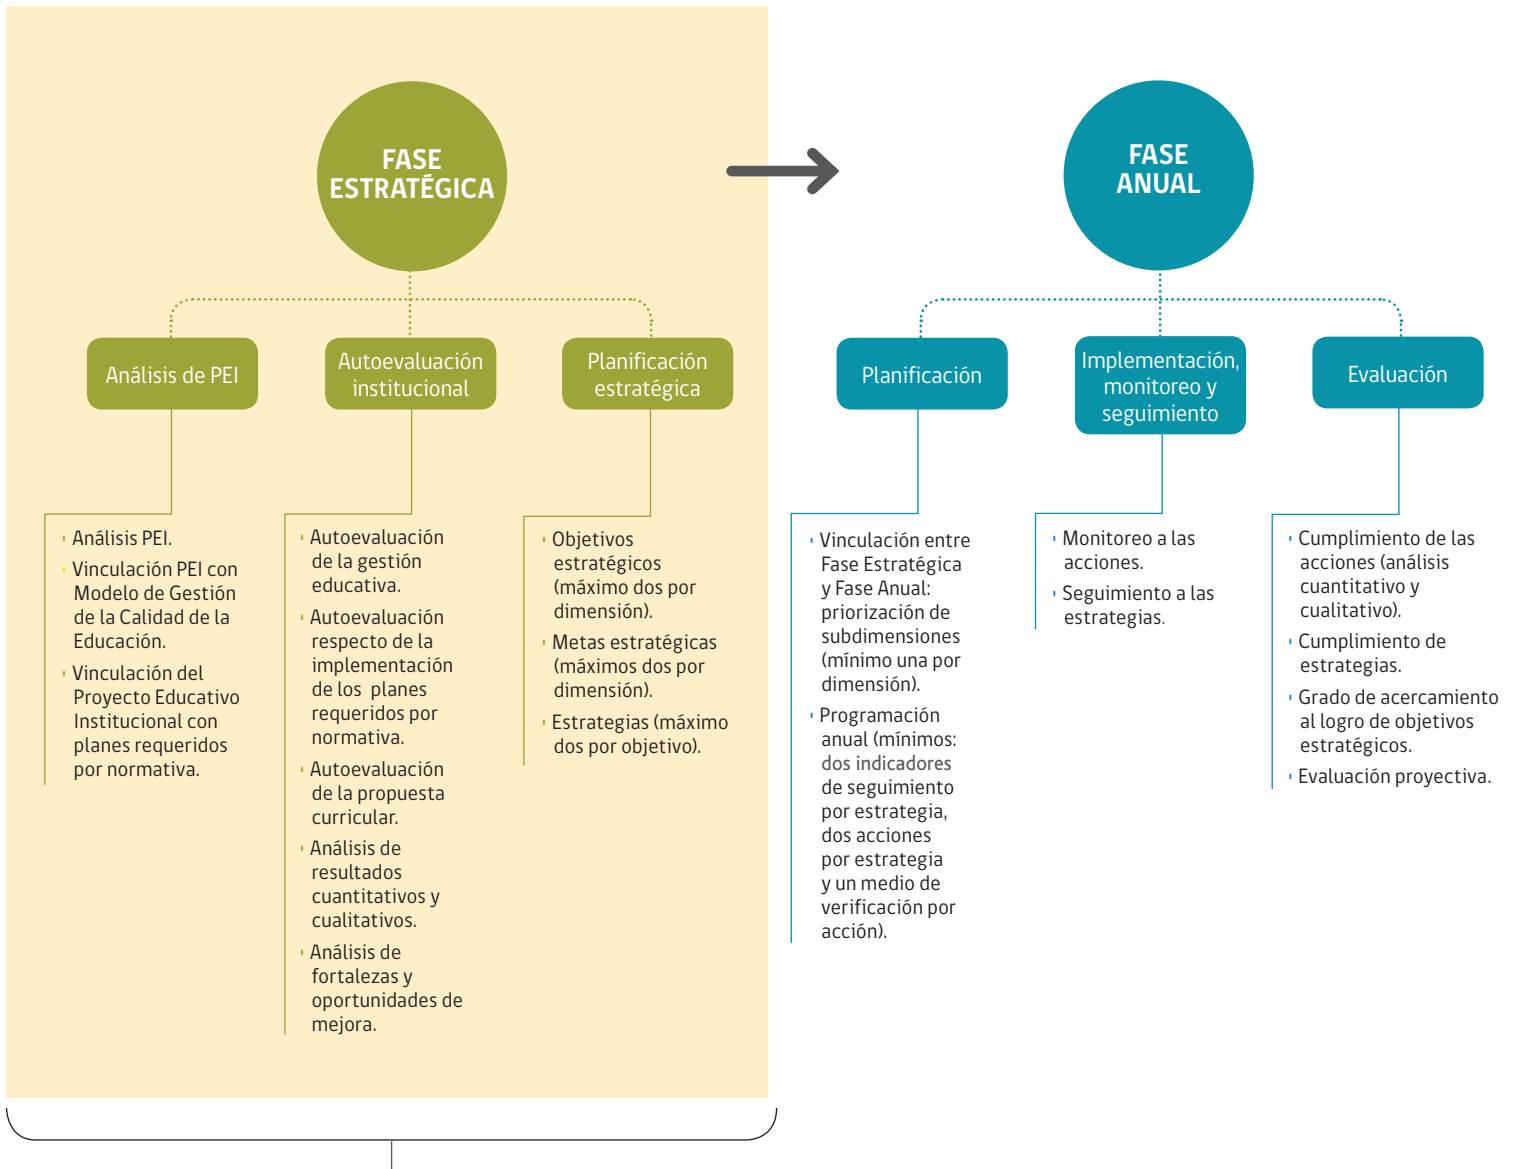 FASE
ESTRATÉGICA
Análisis de PEI
Análisis PEI.
Vinculación PEI con
Modelo de Gestión
de la Calidad de la
Educación.
Vinculación del
Proyecto Educativo
Institucional con
planes requeridos
por normativa.
Autoevaluación
institucional
Autoevaluación
de la gestión
educativa.
Autoevaluación
respecto de la
implementación
de los planes
requeridos por
normativa.
Autoevaluación
de la propuesta
curricular.
Análisis de
resultados
cuantitativos y
cualitativos.
Análisis de
fortalezas y
oportunidades de
mejora.
Planificación
estratégica
Objetivos
estratégicos
(máximo dos por
dimensión).
Metas estratégicas
(máximos dos por
dimensión).
Estrategias (máximo
dos por objetivo).
FASE
ANUAL
Planificación
Vinculación entre
Fase Estratégica
y Fase Anual:
priorización de
subdimensiones
(mínimo una por
dimensión).
Programación
anual (mínimos:
dos indicadores
de seguimiento
por estrategia,
dos acciones
por estrategia
y un medio de
verificación por
acción).
Implementación,
monitoreo y
seguimiento
Monitoreo a las
acciones.
Seguimiento a las
estrategias.
Evaluación
Cumplimiento de las
acciones (análisis
cuantitativo y
cualitativo).
Cumplimiento de
estrategias.
Grado de acercamiento
al logro de objetivos
estratégicos.
Evaluación proyectiva.